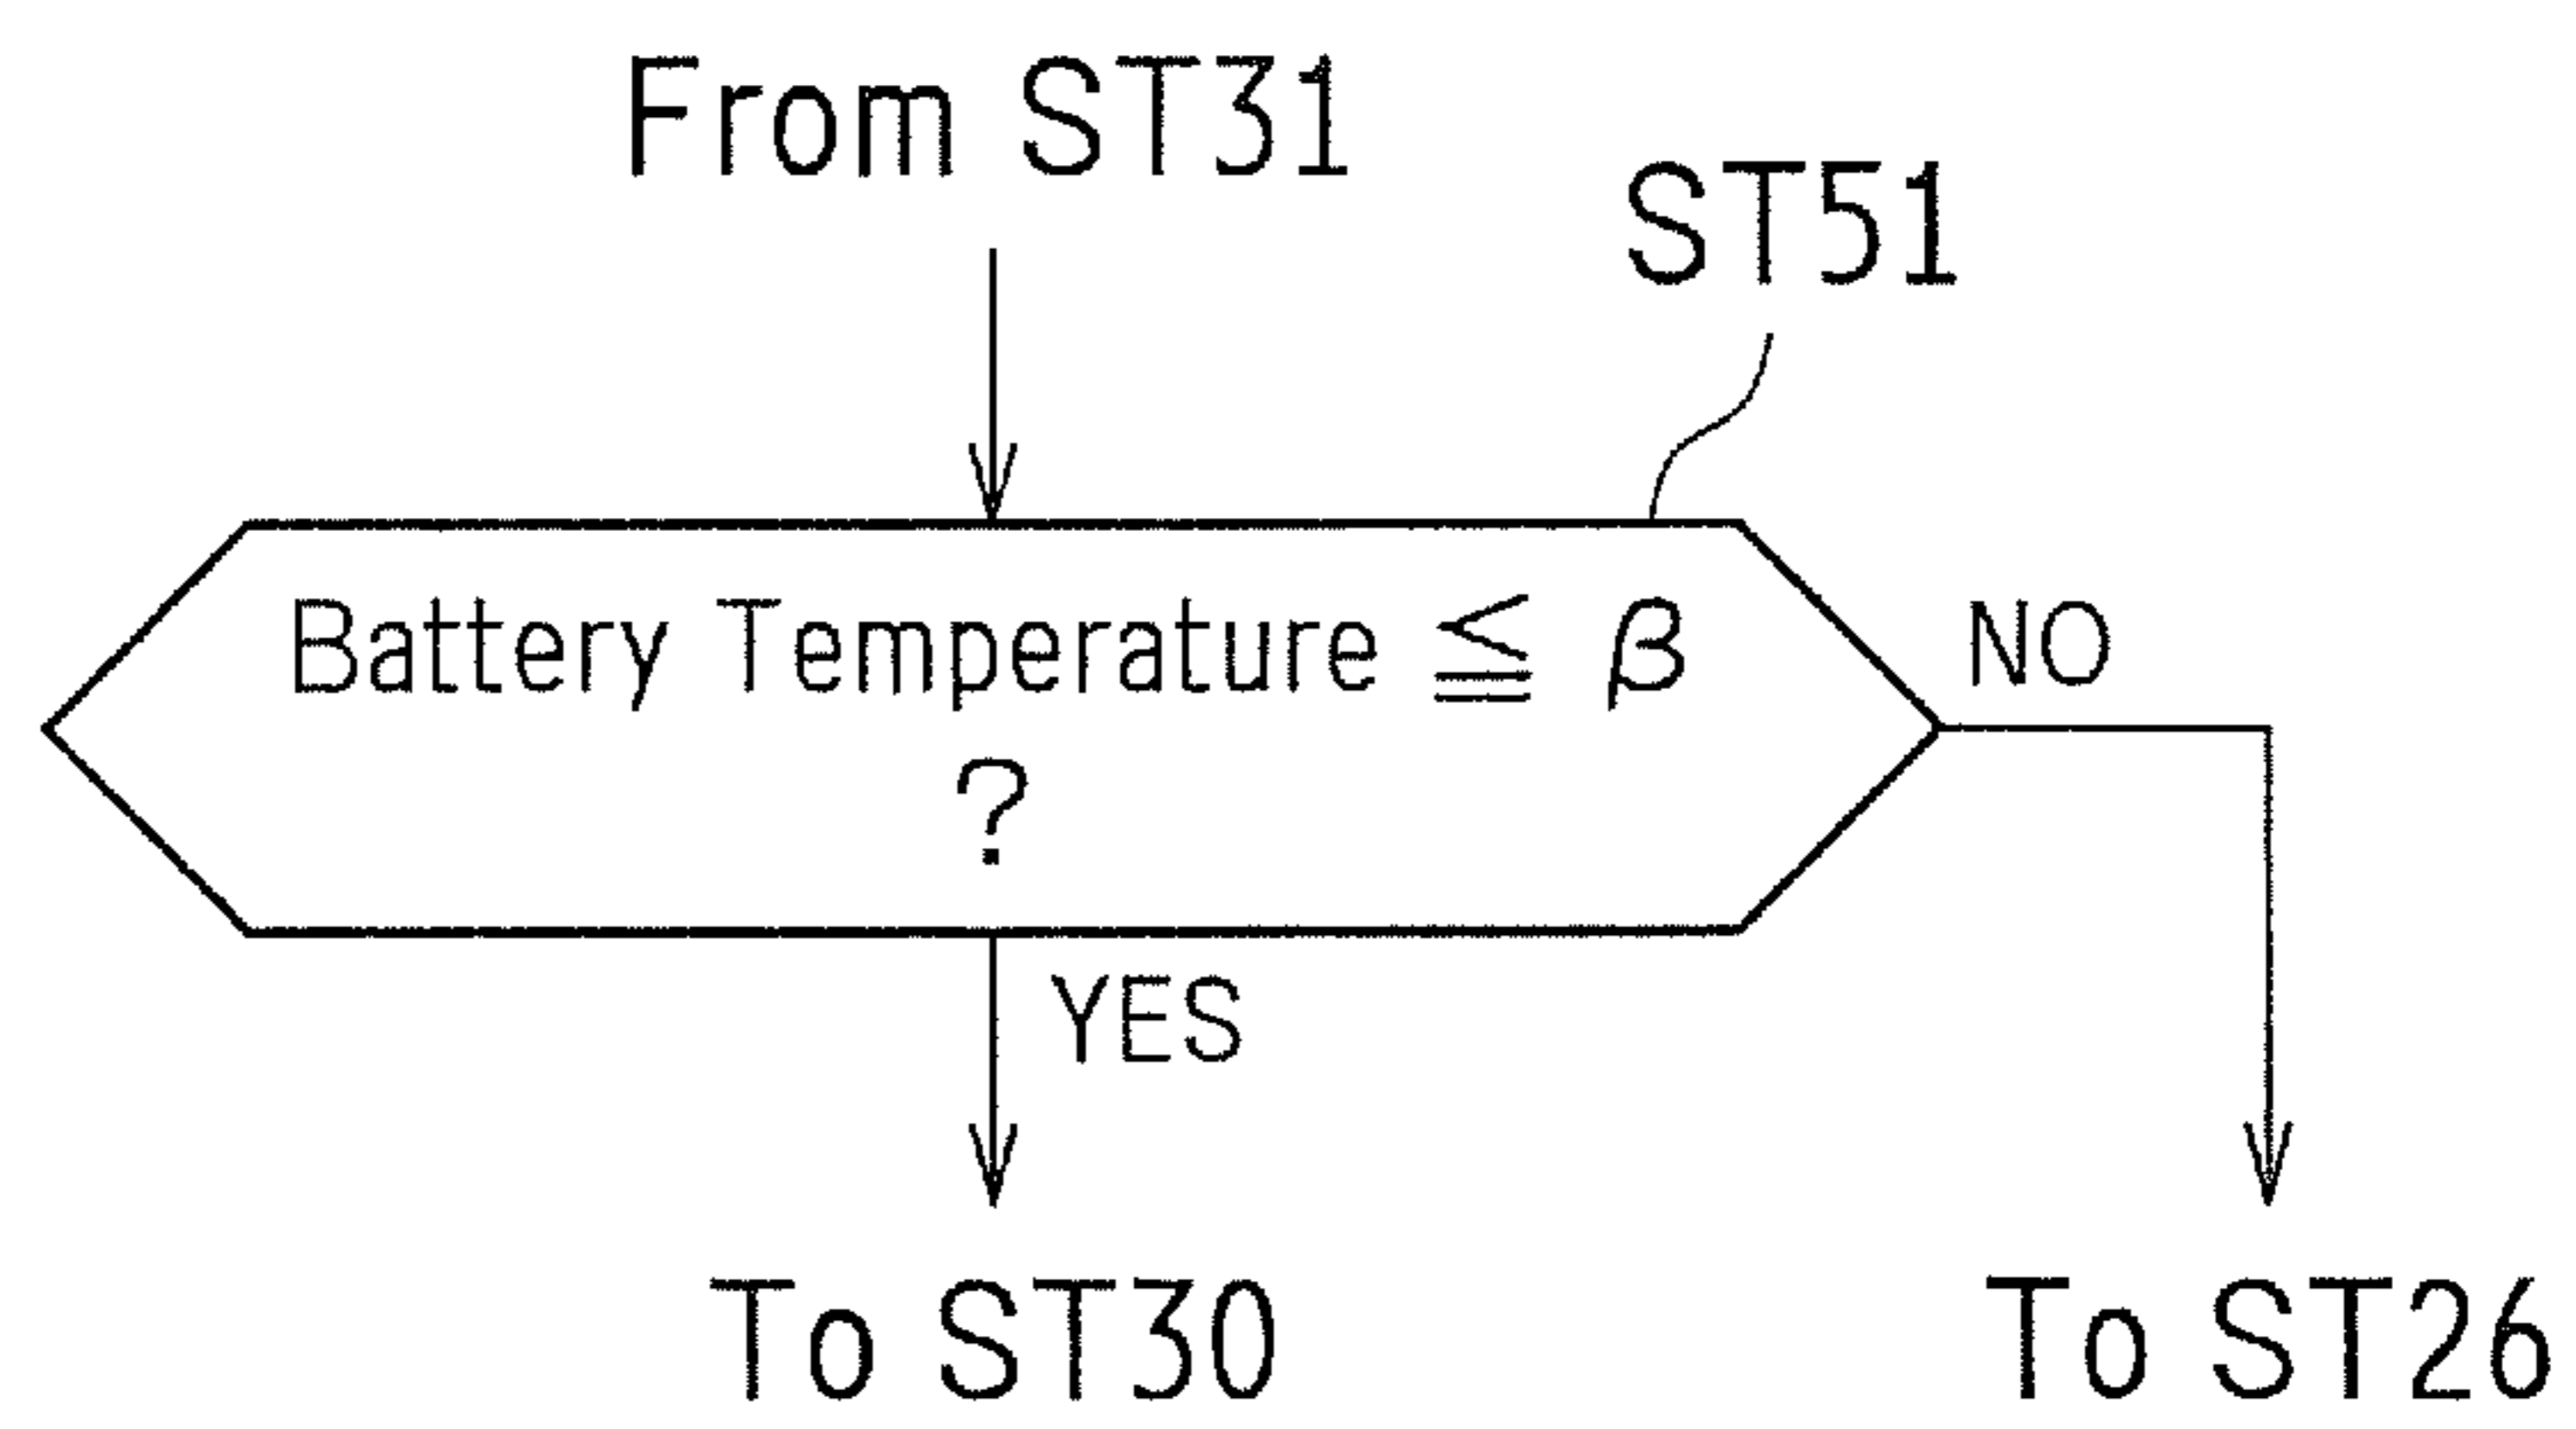 From ST31
ST51
Battery Temperature ≦ β
?
NO
YES
To ST30
To ST26